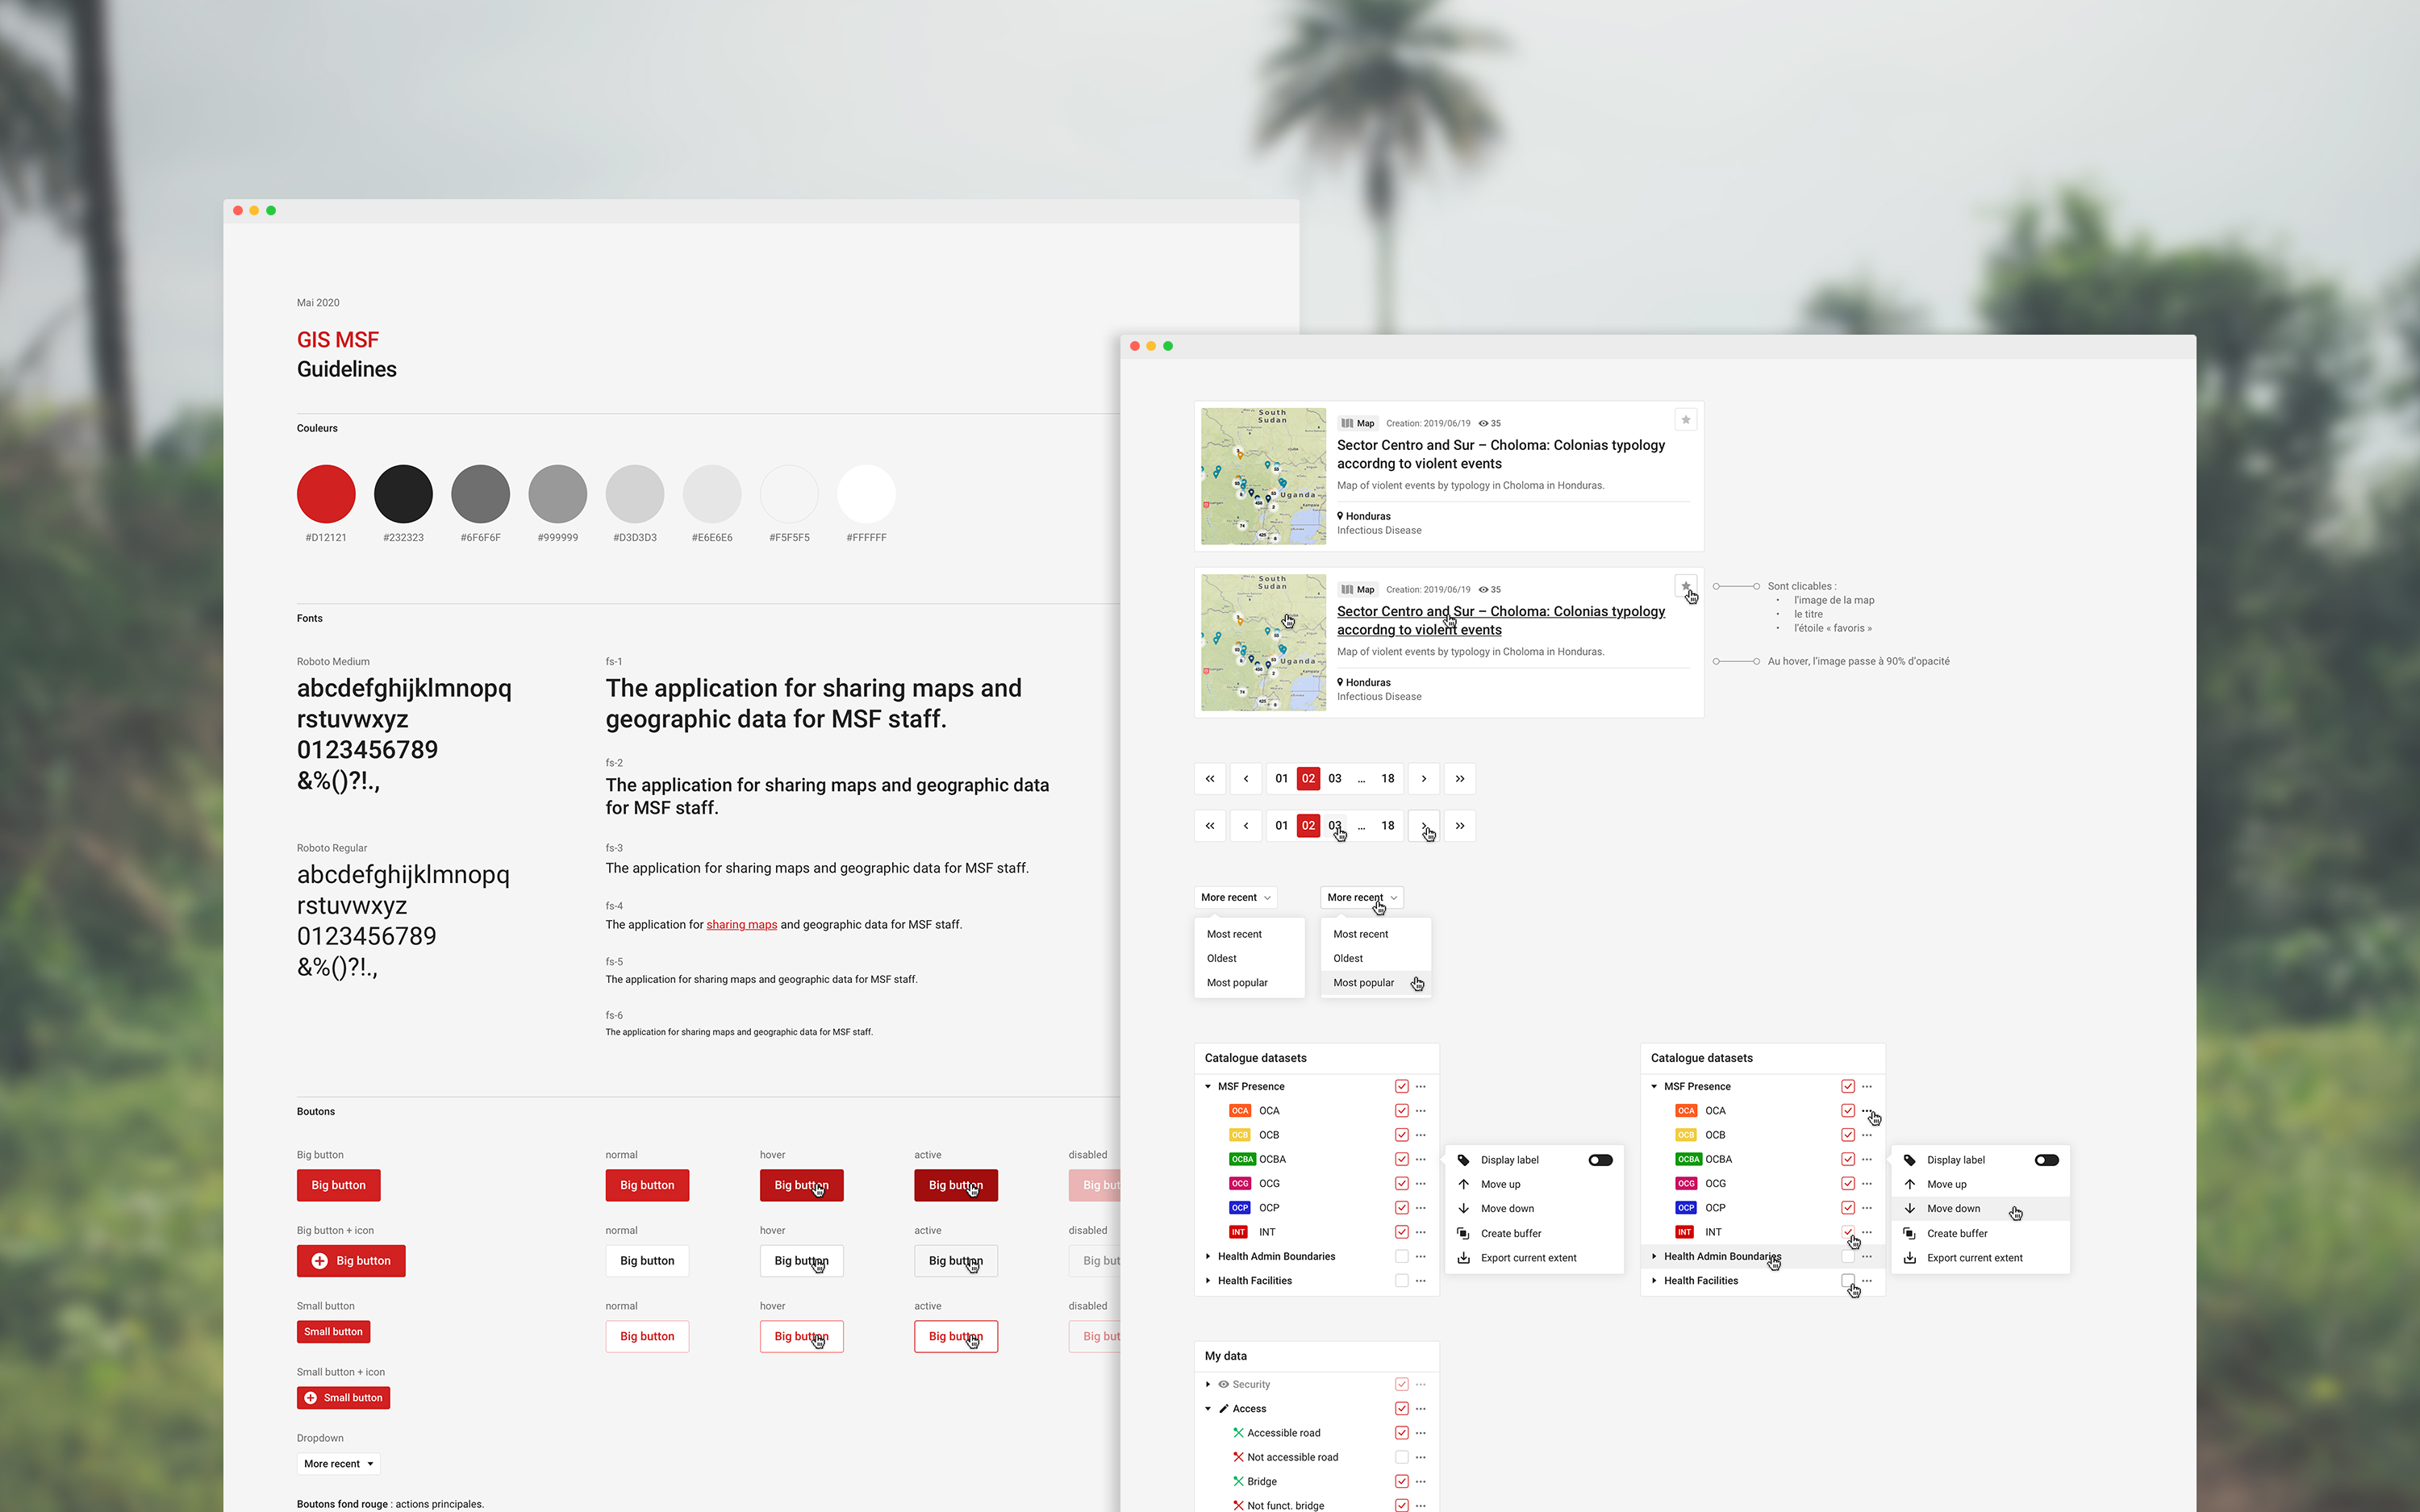 Mai 2020
GIS MSF
Guidelines
Couleurs
#D12121
#232323
#6F6F6F
#999999
#D3D3D3
#E6E6E6
#F5F5F5
#FFFFFF
Fonts
Roboto Medium
abcdefghijklmnopq
rstuvwxyz
0123456789
&%()?!.,
Roboto Regular
abcdefghijklmnopq
rstuvwxyz
0123456789
&%()?!.,
fs-1
The application for sharing maps and
geographic data for MSF staff.
fs-2
The application for sharing maps and geographic data
for MSF staff.
fs-3
The application for sharing maps and geographic data for MSF staff.
fs-4
The application for sharing maps and geographic data for MSF staff.
fs-5
The application for sharing maps and geographic data for MSF staff.
fs-6
The application for sharing maps and geographic data for MSF staff.
Boutons
Big button
Big button
normal
Big button
hover
Big button
active
Big button
disabled
Big but
Big button + icon
Big button
normal
Big button
hover
Big button
active
Big button
disabled
Big but
Small button
Small button
normal
Big button
hover
Big button
active
Big button
disabled
Big but
Small button + icon
Small button
Dropdown
More recent
Boutons fond rouge : actions principales.
South
Sudan
Uganda
Map Creation: 2019/06/19 35
Sector Centro and Sur – Choloma: Colonias typology
accordng to violent events
Map of violent events by typology in Choloma in Honduras.
Honduras
Infectious Disease
South
Sudan
Uganda
Map Creation: 2019/06/19 35
Sector Centro and Sur – Choloma: Colonias typology
accordng to violent events
Map of violent events by typology in Choloma in Honduras.
Honduras
Infectious Disease
Sont clicables :
• l'image de la map
• le titre
• l'étoile « favoris »
Au hover, l'image passe à 90% d'opacité
01 02 03 ... 18
01 02 03 ... 18
More recent
Most recent
Oldest
Most popular
More recent
Most recent
Oldest
Most popular
Catalogue datasets
MSF Presence
OCA OCA
OCB OCB
OCBA OCBA
OCG OCG
OCP OCP
INT INT
Health Admin Boundaries
Health Facilities
Display label
Move up
Move down
Create buffer
Export current extent
Catalogue datasets
MSF Presence
OCA OCA
OCB OCB
OCBA OCBA
OCG OCG
OCP OCP
INT INT
Health Admin Boundaries
Health Facilities
Display label
Move up
Move down
Create buffer
Export current extent
My data
Security
Access
Accessible road
Not accessible road
Bridge
Not funct. bridge